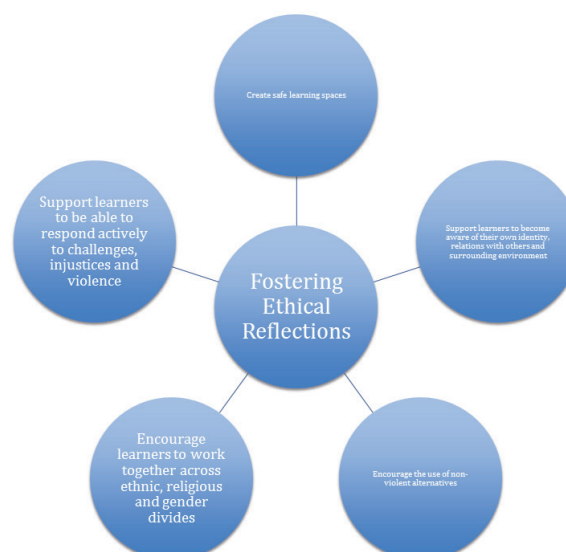 Create safe learning spaces
Support learners
to be able to
respond actively
to challenges,
injustices and
violence
Support learners to become
aware of their own identity,
relations with others and
surrounding environment
Fostering
Ethical
Reflections
Encourage
learners to work
together across
ethnic, religious
and gender
divides
Encourage the use of non-
violent alternatives